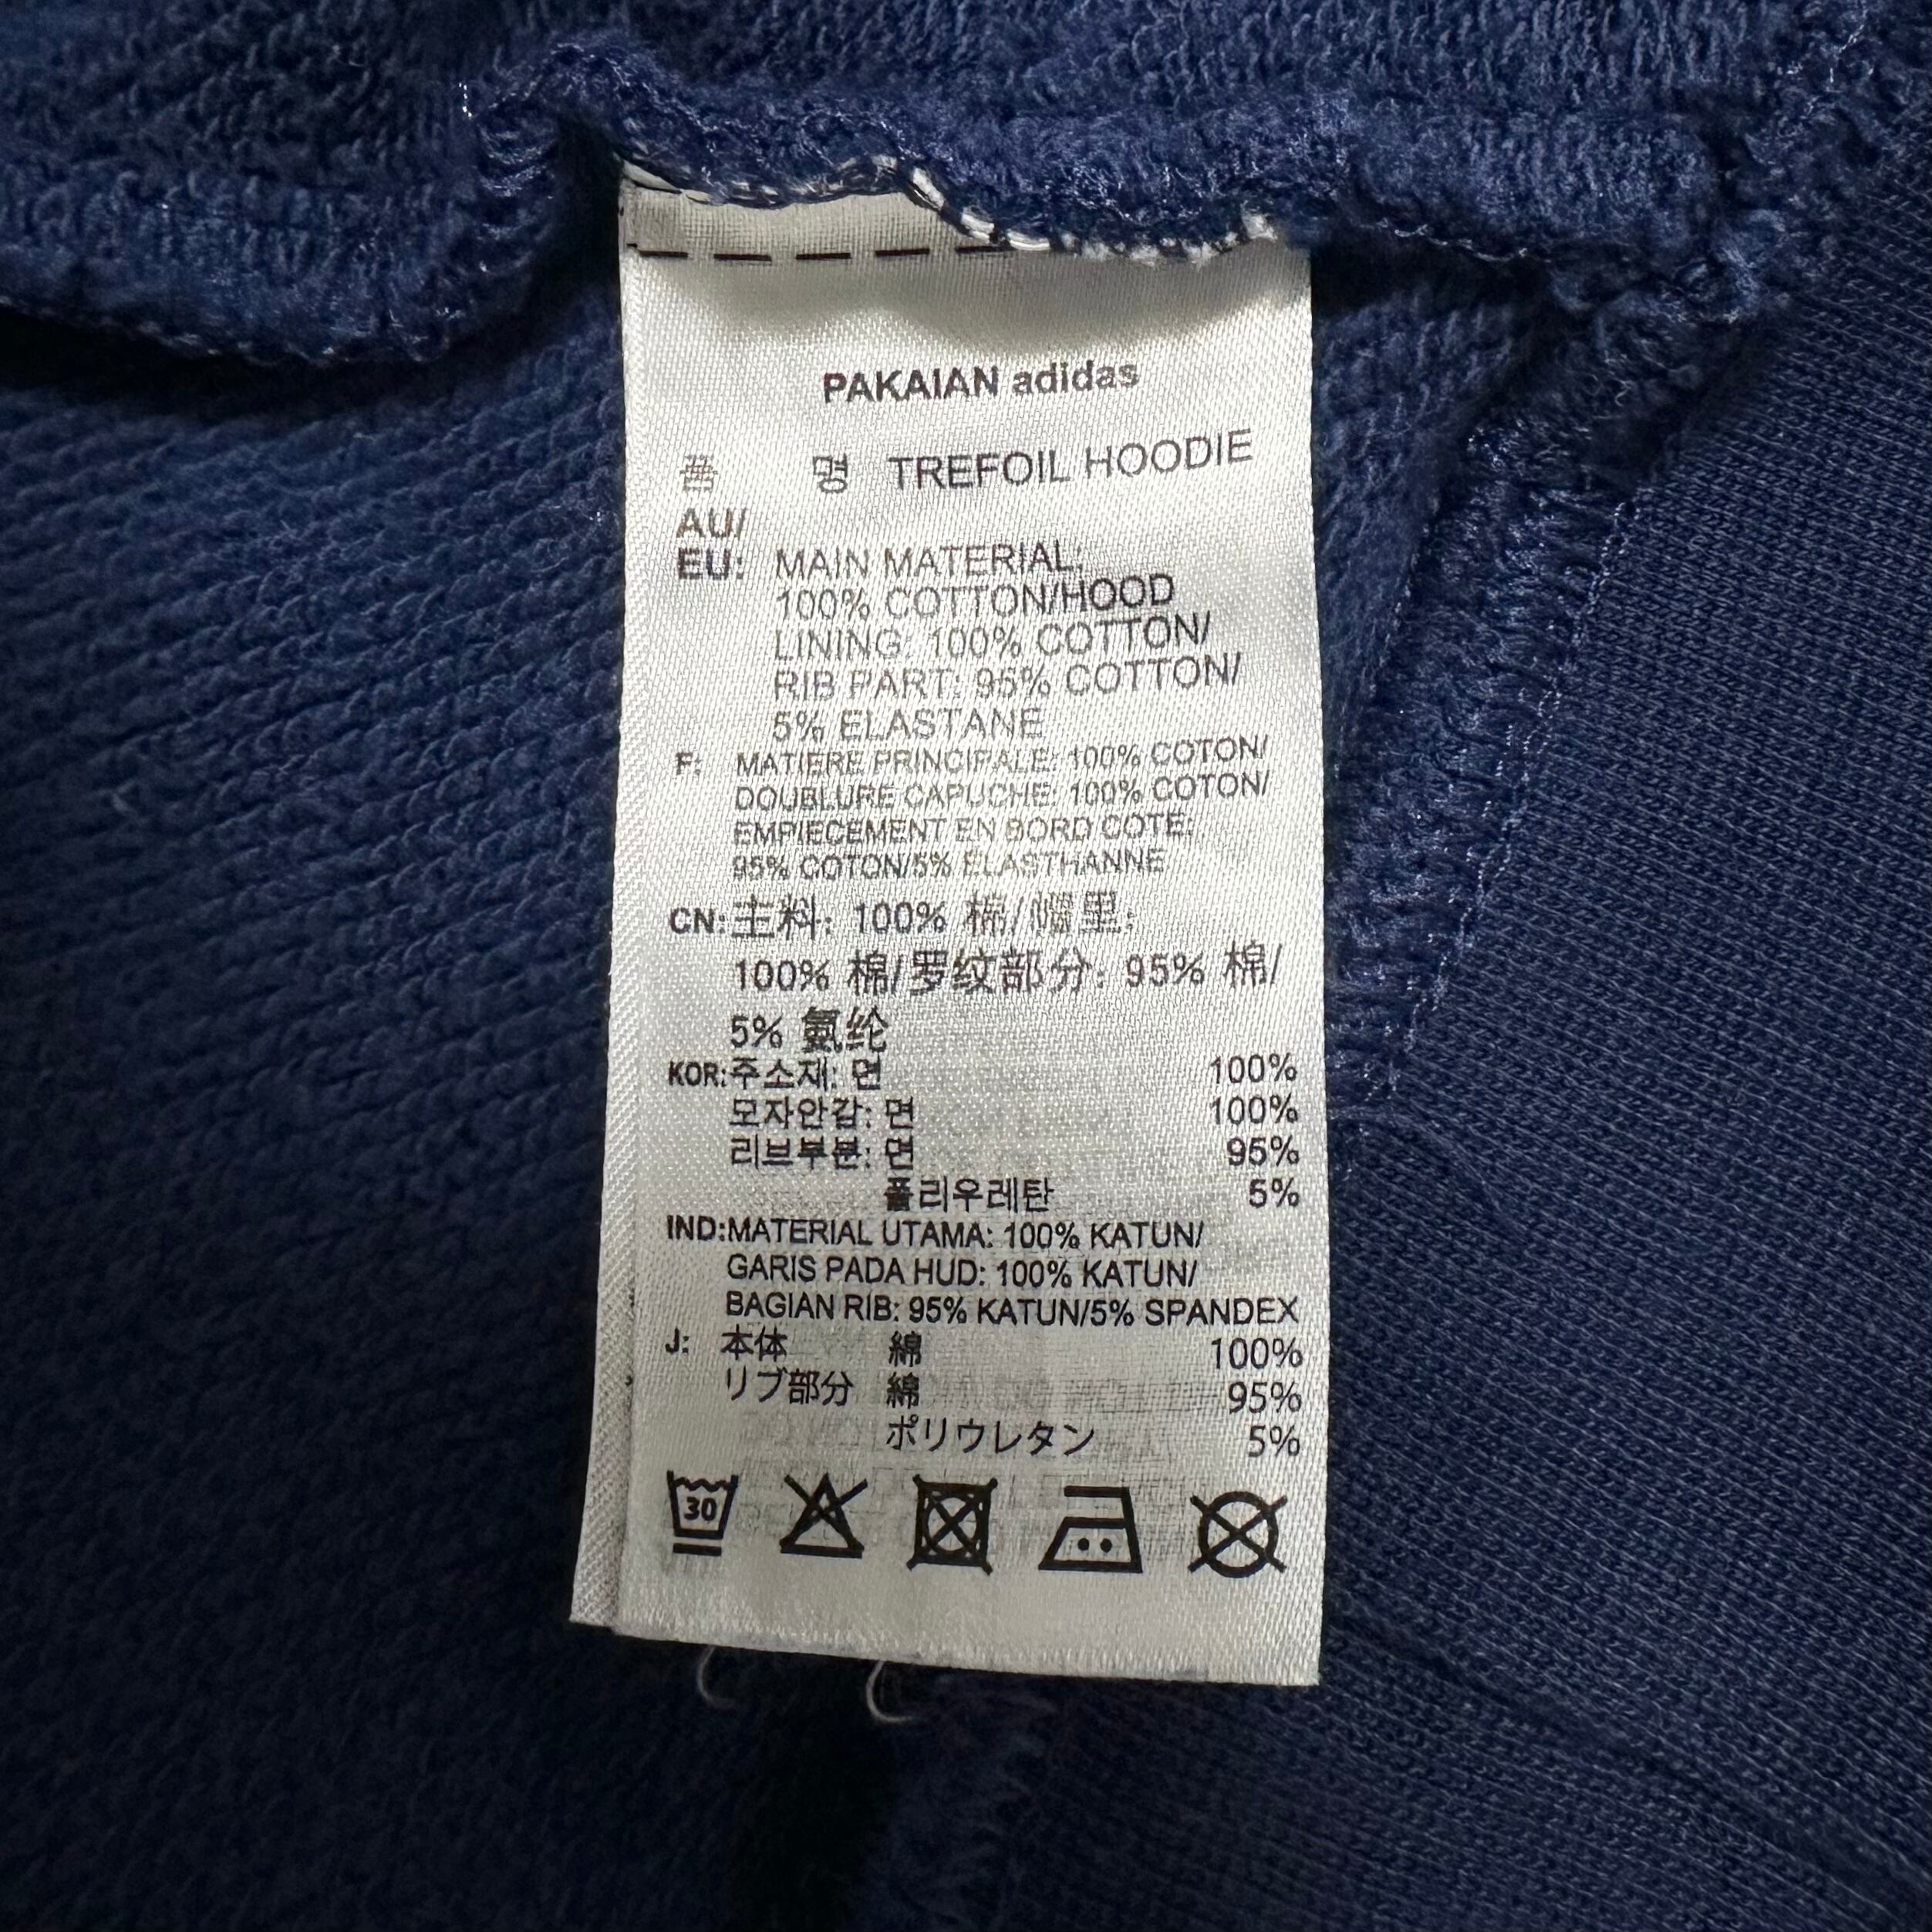 PAKAIAN adidas
품 명 TREFOIL HOODIE
AU/
EU: MAIN MATERIAL:
100% COTTON/HOOD
LINING: 100% COTTON/
RIB PART: 95% COTTON/
5% ELASTANE
F: MATIERE PRINCIPALE: 100% COTON/
DOUBLURE CAPUCHE: 100% COTON/
EMPIECEMENT EN BORD COTE:
95% COTON/5% ELASTHANNE
CN: 主料: 100% 棉/帽里:
100% 棉/罗纹部分: 95% 棉/
5% 氨纶
KOR: 주소재: 면 100%
모자안감: 면 100%
리브부분: 면 95%
폴리우레탄 5%
IND: MATERIAL UTAMA: 100% KATUN/
GARIS PADA HUD: 100% KATUN/
BAGIAN RIB: 95% KATUN/5% SPANDEX
J: 本体 綿 100%
リブ部分 綿 95%
ポリウレタン 5%
30